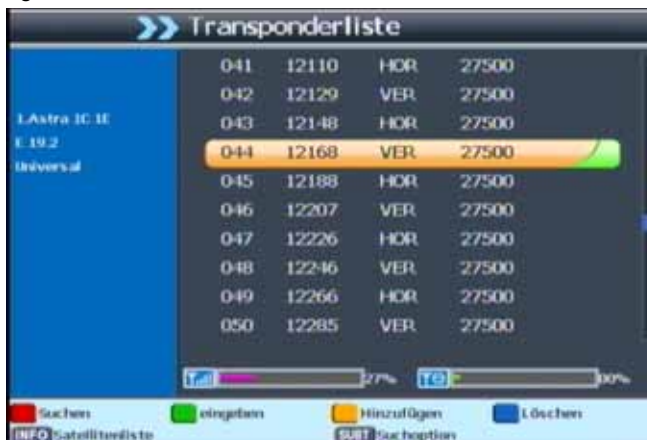 Transponderliste
041 12110 HOR 27500
042 12129 VER 27500
1.Astra 1C 1E
043 12148 HOR 27500
E 19.2
044 12168 VER 27500
Universal
045 12188 HOR 27500
046 12207 VER 27500
047 12226 HOR 27500
048 12246 VER 27500
049 12266 HOR 27500
050 12285 VER 27500
27% 00%
Suchen eingeben Hinzufügen Löschen
INFO Satellitenliste SUBT Suchoption